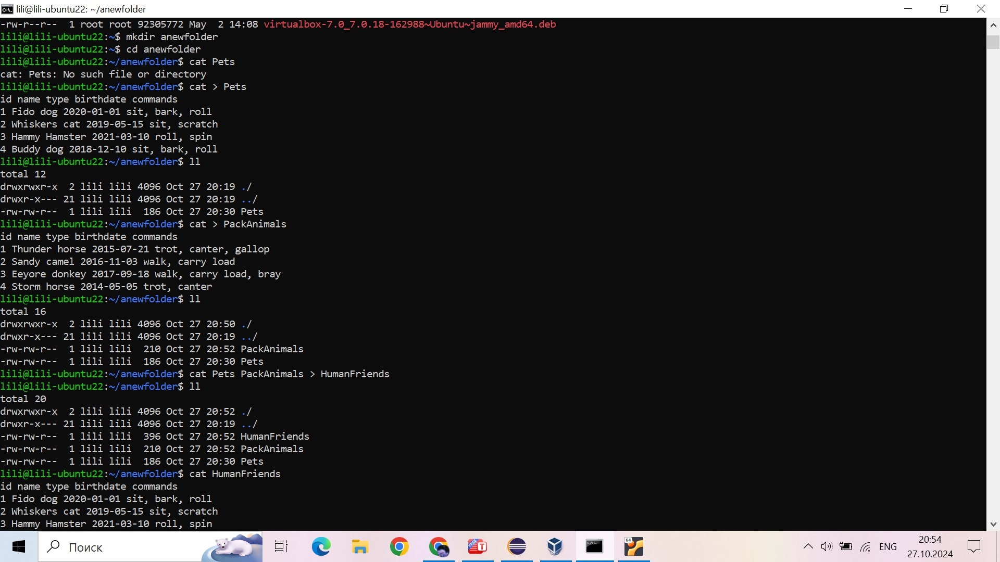 lili@lili-ubuntu22: ~/anewfolder
-rw-r--r--  1 root root 92305772 May  2 14:08 virtualbox-7.0_7.0.18-162988~Ubuntu~jammy_amd64.deb
lili@lili-ubuntu22:~$ mkdir anewfolder
lili@lili-ubuntu22:~$ cd anewfolder
lili@lili-ubuntu22:~/anewfolder$ cat Pets
cat: Pets: No such file or directory
lili@lili-ubuntu22:~/anewfolder$ cat > Pets
id name type birthdate commands
1 Fido dog 2020-01-01 sit, bark, roll
2 Whiskers cat 2019-05-15 sit, scratch
3 Hammy Hamster 2021-03-10 roll, spin
4 Buddy dog 2018-12-10 sit, bark, roll
lili@lili-ubuntu22:~/anewfolder$ ll
total 12
drwxrwxr-x  2 lili lili 4096 Oct 27 20:19 ./
drwxr-x--- 21 lili lili 4096 Oct 27 20:19 ../
-rw-rw-r--  1 lili lili  186 Oct 27 20:30 Pets
lili@lili-ubuntu22:~/anewfolder$ cat > PackAnimals
id name type birthdate commands
1 Thunder horse 2015-07-21 trot, canter, gallop
2 Sandy camel 2016-11-03 walk, carry load
3 Eeyore donkey 2017-09-18 walk, carry load, bray
4 Storm horse 2014-05-05 trot, canter
lili@lili-ubuntu22:~/anewfolder$ ll
total 16
drwxrwxr-x  2 lili lili 4096 Oct 27 20:50 ./
drwxr-x--- 21 lili lili 4096 Oct 27 20:19 ../
-rw-rw-r--  1 lili lili  210 Oct 27 20:52 PackAnimals
-rw-rw-r--  1 lili lili  186 Oct 27 20:30 Pets
lili@lili-ubuntu22:~/anewfolder$ cat Pets PackAnimals > HumanFriends
lili@lili-ubuntu22:~/anewfolder$ ll
total 20
drwxrwxr-x  2 lili lili 4096 Oct 27 20:52 ./
drwxr-x--- 21 lili lili 4096 Oct 27 20:19 ../
-rw-rw-r--  1 lili lili  396 Oct 27 20:52 HumanFriends
-rw-rw-r--  1 lili lili  210 Oct 27 20:52 PackAnimals
-rw-rw-r--  1 lili lili  186 Oct 27 20:30 Pets
lili@lili-ubuntu22:~/anewfolder$ cat HumanFriends
id name type birthdate commands
1 Fido dog 2020-01-01 sit, bark, roll
2 Whiskers cat 2019-05-15 sit, scratch
3 Hammy Hamster 2021-03-10 roll, spin
Поиск
FREE T
64
ENG
20:54
27.10.2024